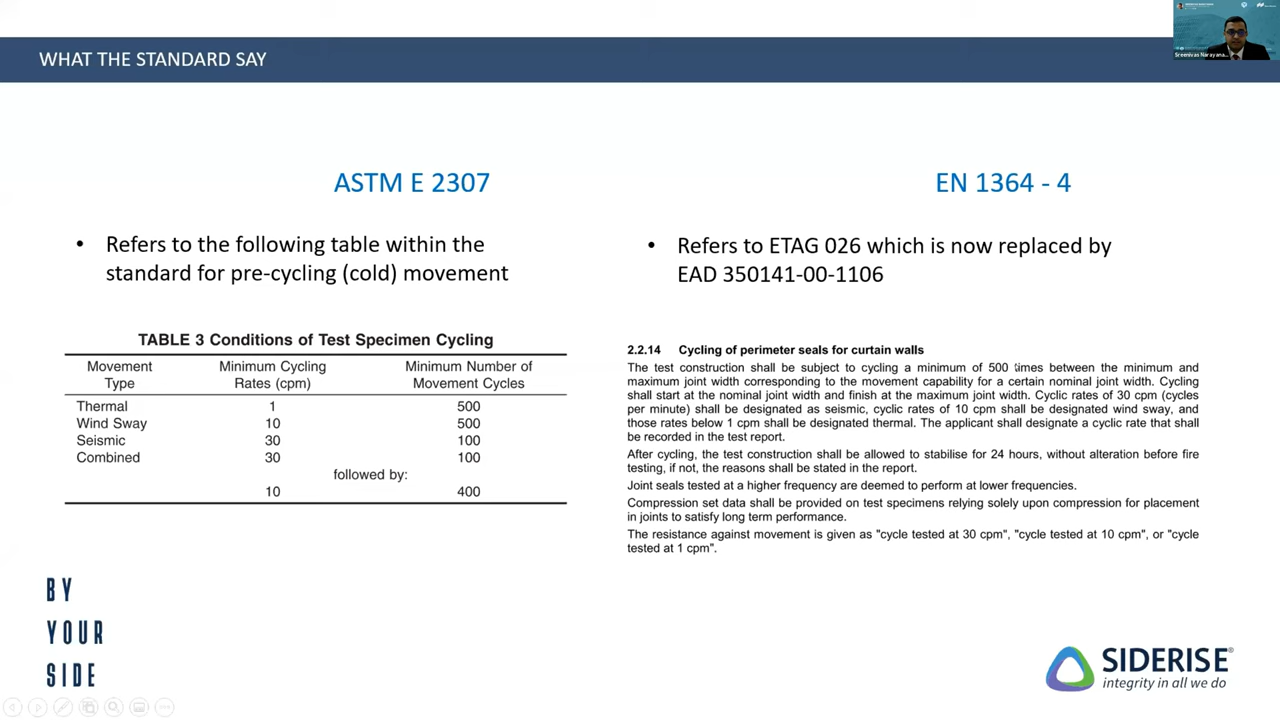 WHAT THE STANDARD SAY
Sreenivas Narayana...
ASTM E 2307
• Refers to the following table within the
standard for pre-cycling (cold) movement
TABLE 3 Conditions of Test Specimen Cycling
Movement Type Minimum Cycling Rates (cpm) Minimum Number of Movement Cycles
Thermal 1 500
Wind Sway 10 500
Seismic 30 100
Combined 30 100
followed by:
10 400
EN 1364 - 4
• Refers to ETAG 026 which is now replaced by
EAD 350141-00-1106
2.2.14 Cycling of perimeter seals for curtain walls
The test construction shall be subject to cycling a minimum of 500 times between the minimum and
maximum joint width corresponding to the movement capability for a certain nominal joint width. Cycling
shall start at the nominal joint width and finish at the maximum joint width. Cyclic rates of 30 cpm (cycles
per minute) shall be designated as seismic, cyclic rates of 10 cpm shall be designated wind sway, and
those rates below 1 cpm shall be designated thermal. The applicant shall designate a cyclic rate that shall
be recorded in the test report.
After cycling, the test construction shall be allowed to stabilise for 24 hours, without alteration before fire
testing, if not, the reasons shall be stated in the report.
Joint seals tested at a higher frequency are deemed to perform at lower frequencies.
Compression set data shall be provided on test specimens relying solely upon compression for placement
in joints to satisfy long term performance.
The resistance against movement is given as "cycle tested at 30 cpm", "cycle tested at 10 cpm", or "cycle
tested at 1 cpm".
BY
YOUR
SIDE
SIDERISE®
integrity in all we do